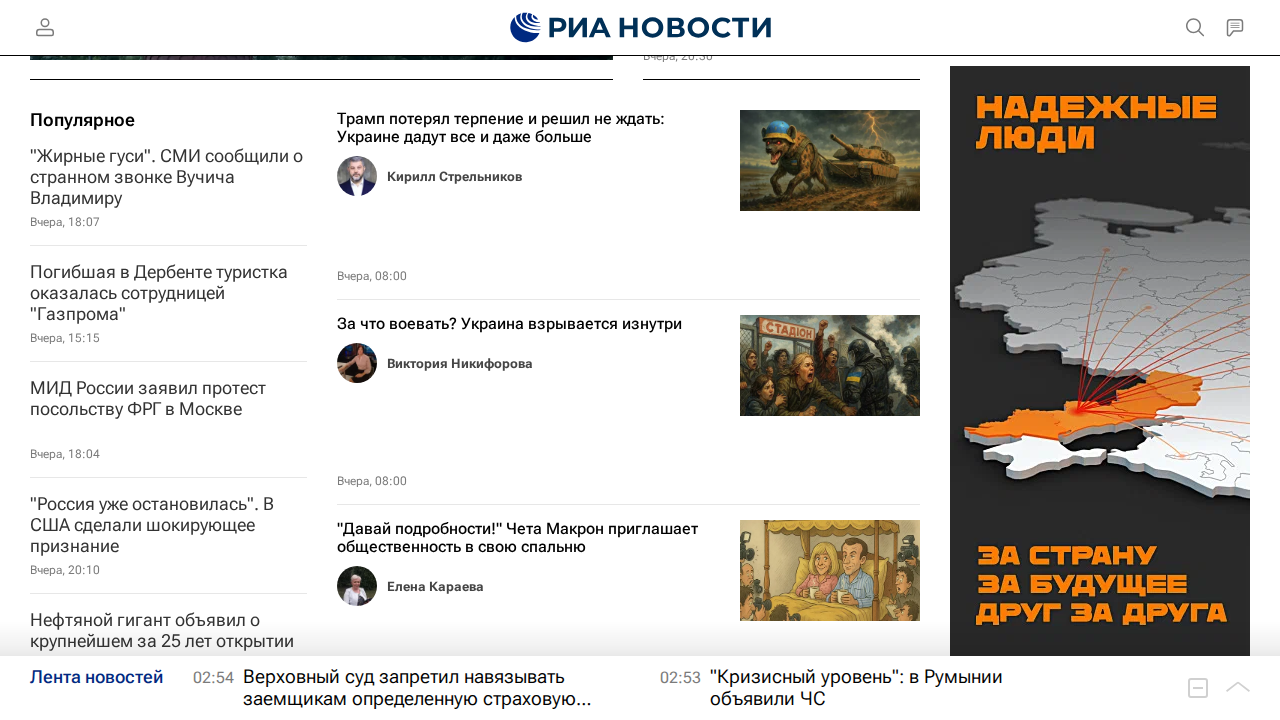 РИА НОВОСТИ
Вчера, 20:30
Популярное
"Жирные гуси". СМИ сообщили о
странном звонке Вучича
Владимиру
Вчера, 18:07
Погибшая в Дербенте туристка
оказалась сотрудницей
"Газпрома"
Вчера, 15:15
МИД России заявил протест
посольству ФРГ в Москве
Вчера, 18:04
"Россия уже остановилась". В
США сделали шокирующее
признание
Вчера, 20:10
Нефтяной гигант объявил о
крупнейшем за 25 лет открытии
Трамп потерял терпение и решил не ждать:
Украине дадут все и даже больше
Кирилл Стрельников
Вчера, 08:00
За что воевать? Украина взрывается изнутри
Виктория Никифорова
СТАДІОН
Вчера, 08:00
"Давай подробности!" Чета Макрон приглашает
общественность в свою спальню
Елена Караева
НАДЕЖНЫЕ
ЛЮДИ
ЗА СТРАНУ
ЗА БУДУЩЕЕ
ДРУГ ЗА ДРУГА
Лента новостей
02:54
Верховный суд запретил навязывать
заемщикам определенную страховую...
02:53
"Кризисный уровень": в Румынии
объявили ЧС